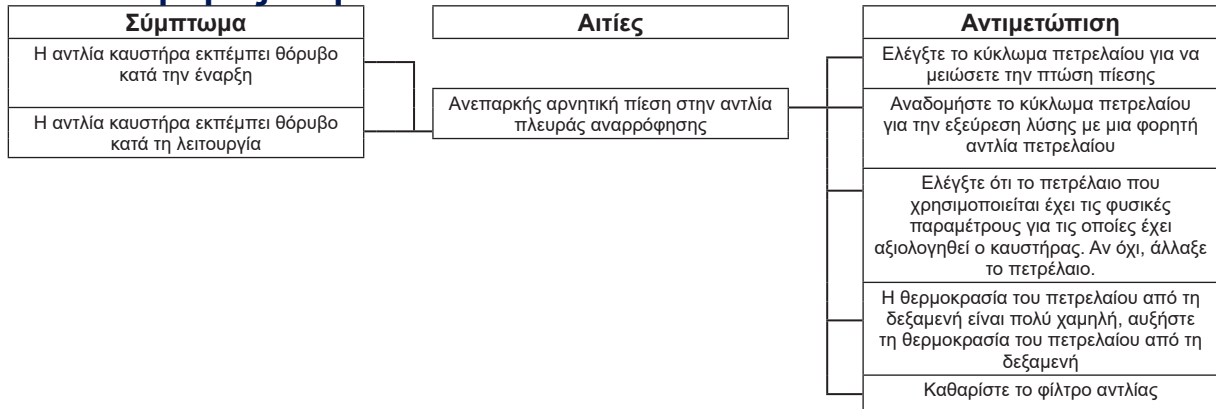 Σύμπτωμα
Η αντλία καυστήρα εκπέμπει θόρυβο
κατά την έναρξη
Η αντλία καυστήρα εκπέμπει θόρυβο
κατά τη λειτουργία
Αιτίες
Ανεπαρκής αρνητική πίεση στην αντλία
πλευράς αναρρόφησης
Αντιμετώπιση
Ελέγξτε το κύκλωμα πετρελαίου για να
μειώσετε την πτώση πίεσης
Αναδομήστε το κύκλωμα πετρελαίου
για την εξεύρεση λύσης με μια φορητή
αντλία πετρελαίου
Ελέγξτε ότι το πετρέλαιο που
χρησιμοποιείται έχει τις φυσικές
παραμέτρους για τις οποίες έχει
αξιολογηθεί ο καυστήρας. Αν όχι, άλλαξε
το πετρέλαιο.
Η θερμοκρασία του πετρελαίου από τη
δεξαμενή είναι πολύ χαμηλή, αυξήστε
τη θερμοκρασία του πετρελαίου από τη
δεξαμενή
Καθαρίστε το φίλτρο αντλίας